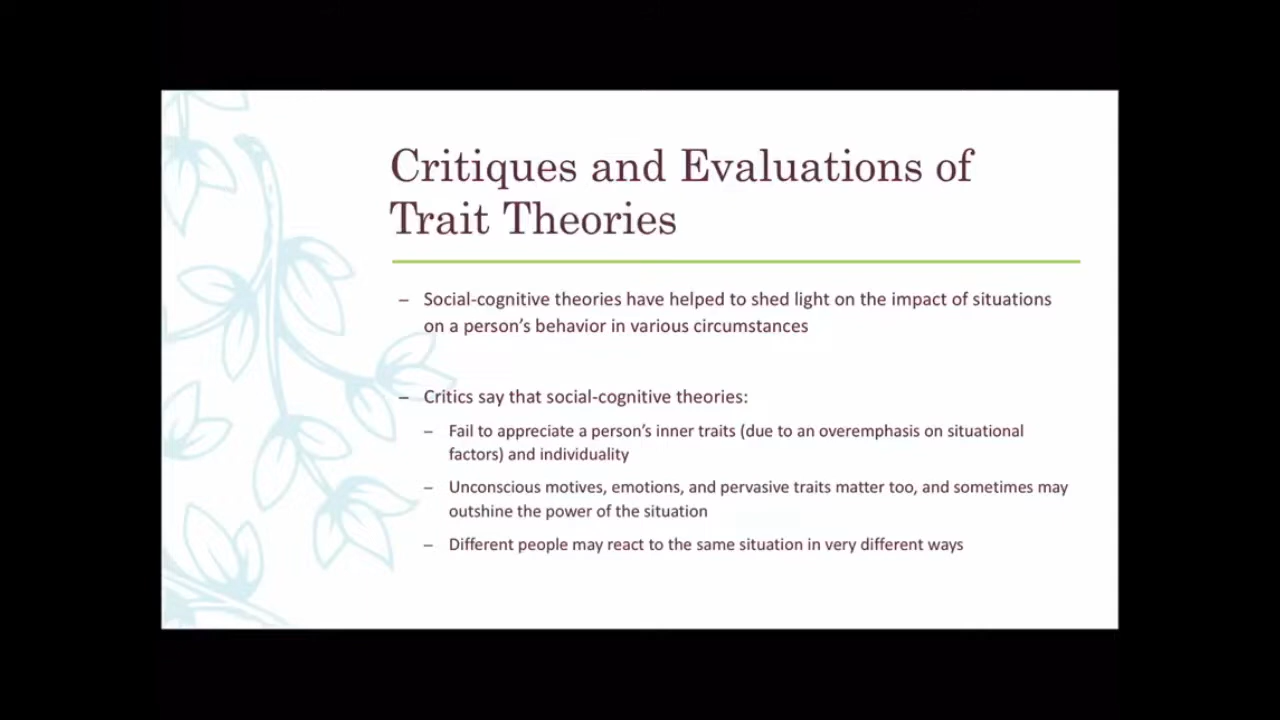 Critiques and Evaluations of
Trait Theories
– Social-cognitive theories have helped to shed light on the impact of situations
on a person's behavior in various circumstances
– Critics say that social-cognitive theories:
– Fail to appreciate a person's inner traits (due to an overemphasis on situational
factors) and individuality
– Unconscious motives, emotions, and pervasive traits matter too, and sometimes may
outshine the power of the situation
– Different people may react to the same situation in very different ways